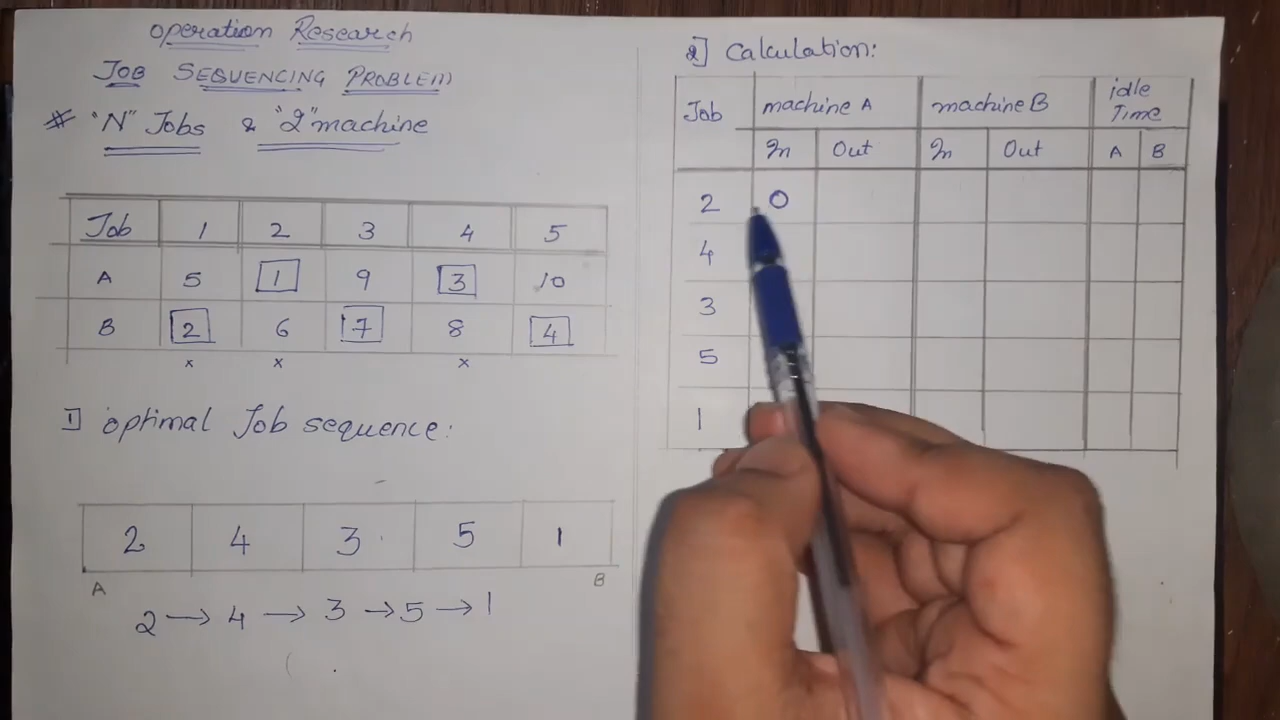 Operation Research
JOB SEQUENCING PROBLEM
# "N" Jobs & "2" machine
Job 1 2 3 4 5
A 5 1 9 3 10
B 2 6 7 8 4
x x x
1] optimal Job sequence:
2 4 3 5 1
A B
2 → 4 → 3 → 5 → 1
2] Calculation:
Job machine A machine B idle Time
In Out In Out A B
2 0
4
3
5
1